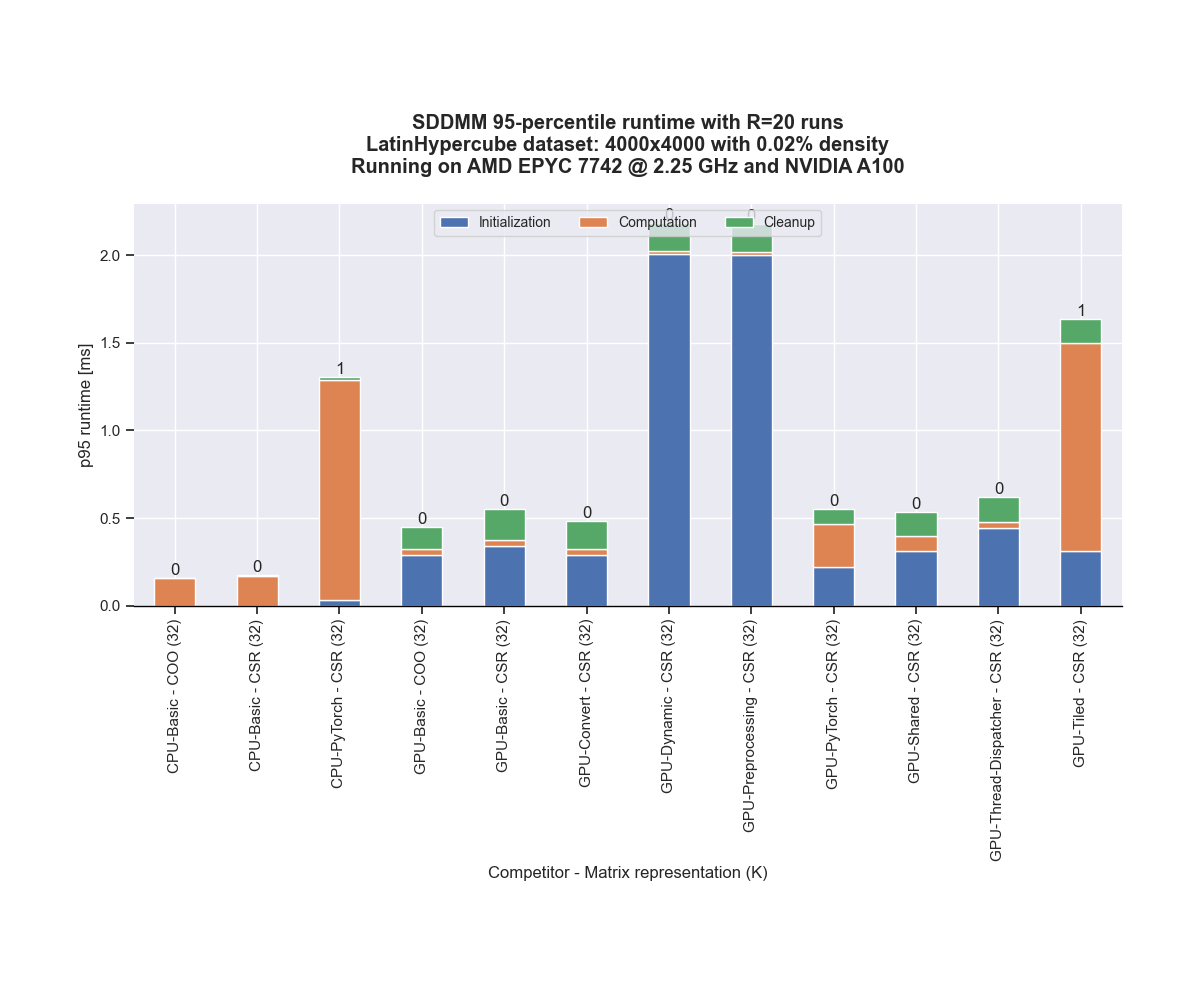 SDDMM 95-percentile runtime with R=20 runs
LatinHypercube dataset: 4000x4000 with 0.02% density
Running on AMD EPYC 7742 @ 2.25 GHz and NVIDIA A100
Initialization Computation Cleanup
p95 runtime [ms]
2.0
1.5
1.0
0.5
0.0
0 0 1 0 0 0 0 0 0 0 0 1
CPU-Basic - COO (32)
CPU-Basic - CSR (32)
CPU-PyTorch - CSR (32)
GPU-Basic - COO (32)
GPU-Basic - CSR (32)
GPU-Convert - CSR (32)
GPU-Dynamic - CSR (32)
GPU-Preprocessing - CSR (32)
GPU-PyTorch - CSR (32)
GPU-Shared - CSR (32)
GPU-Thread-Dispatcher - CSR (32)
GPU-Tiled - CSR (32)
Competitor - Matrix representation (K)